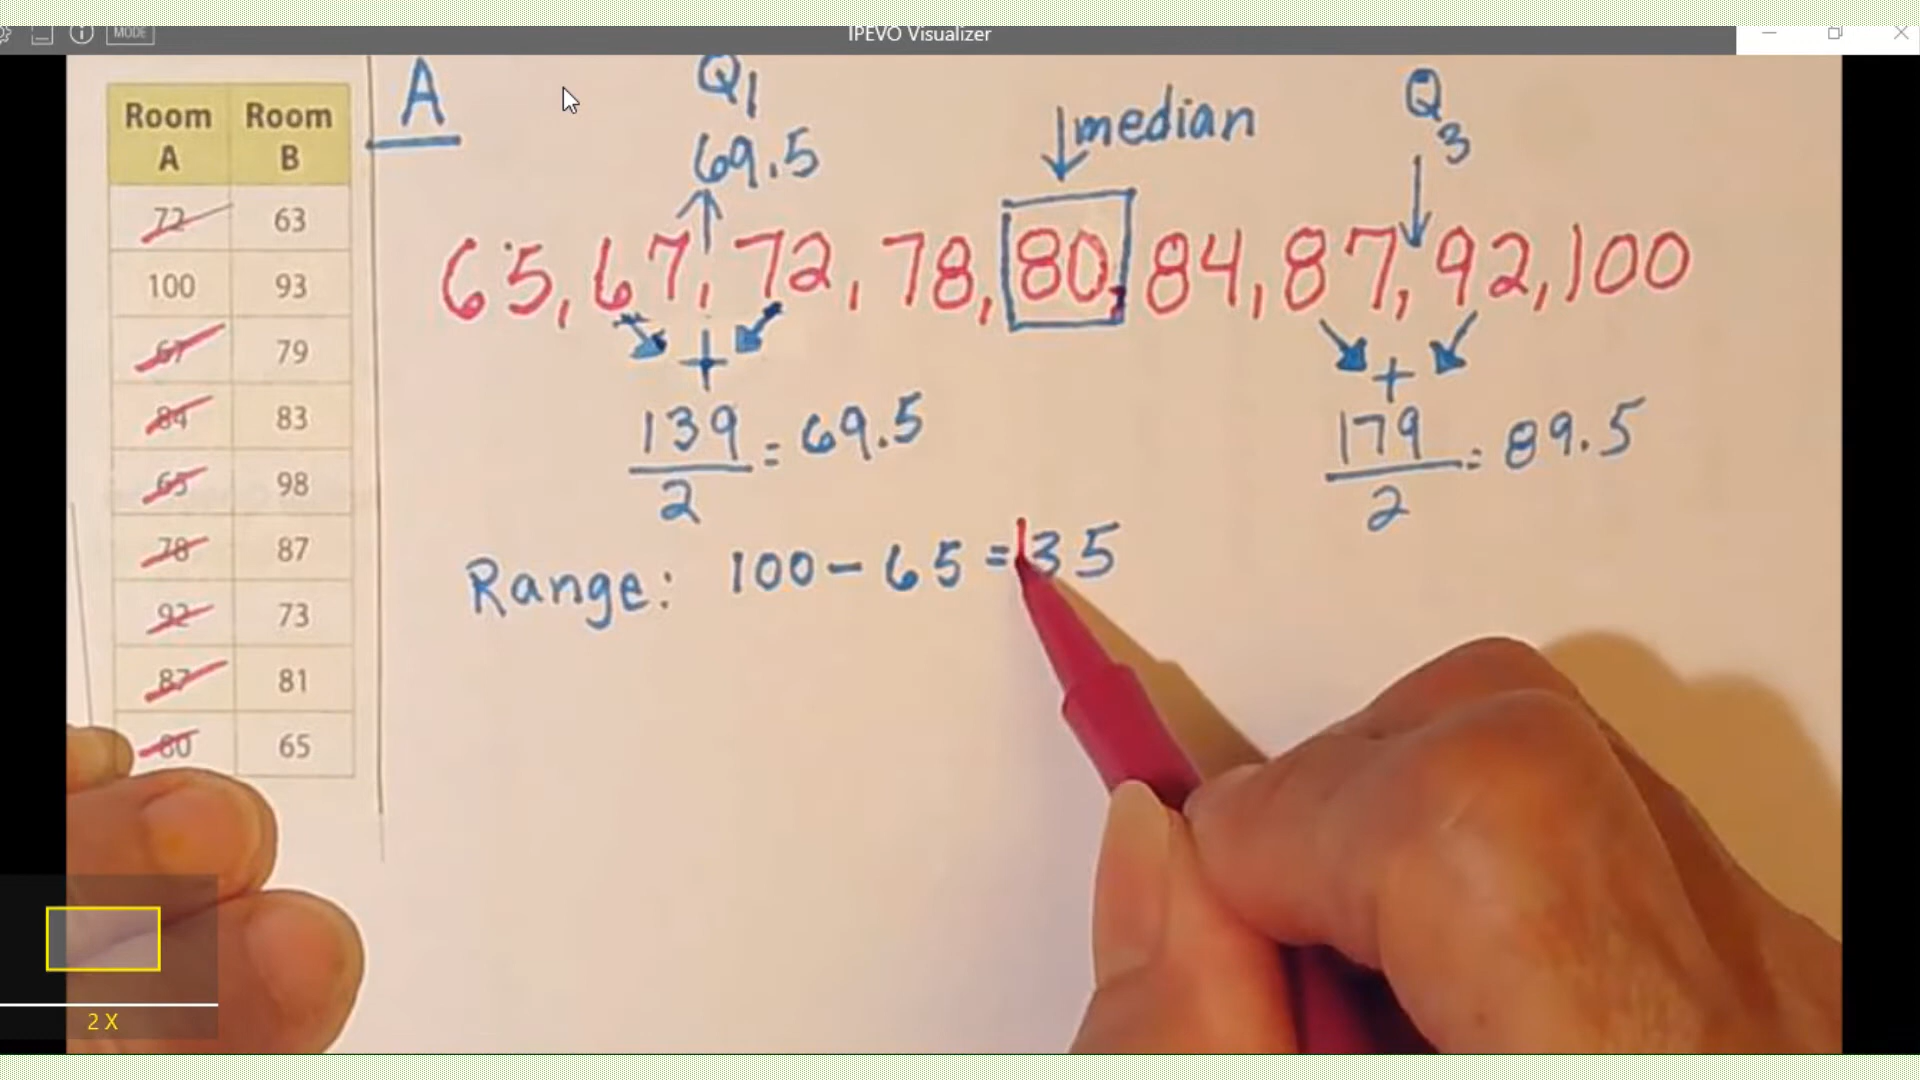 MODE
IPEVO Visualizer
Room A Room B
72 63
100 93
67 79
84 83
65 98
78 87
92 73
87 81
80 65
A
Q1
69.5
median
Q3
65, 67, 72, 78, 80, 84, 87, 92, 100
+
+
139/2 = 69.5
179/2 = 89.5
Range: 100 - 65 = 35
2 X